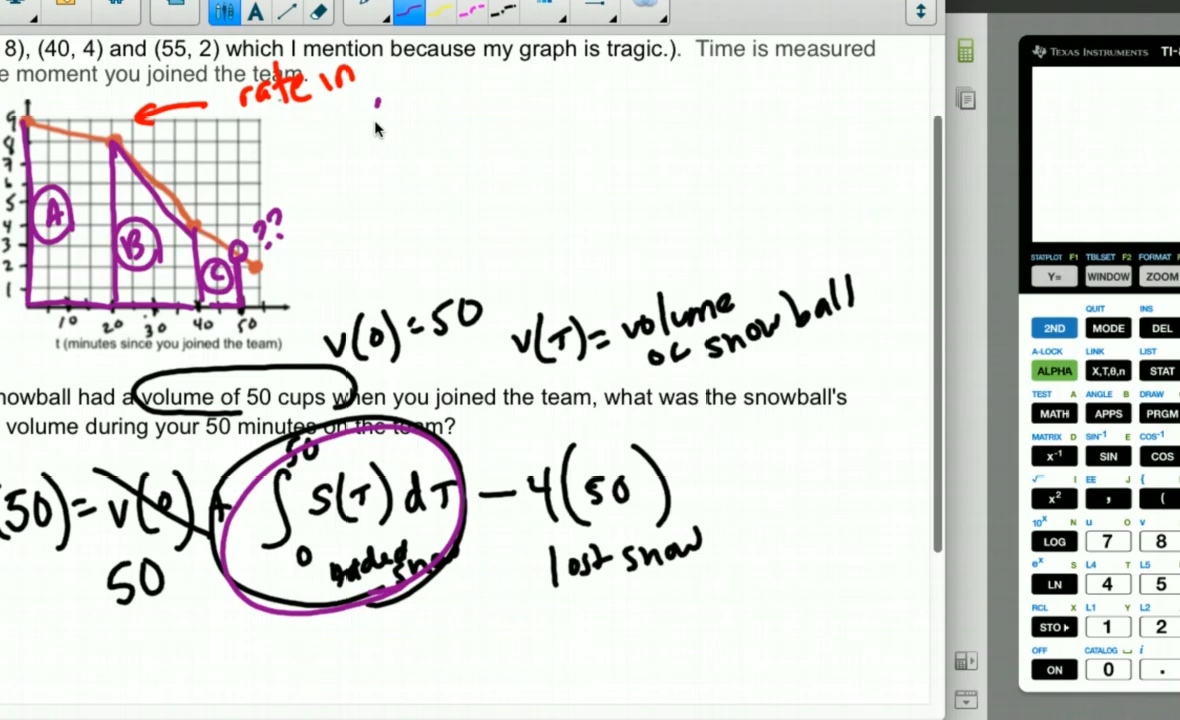 8), (40, 4) and (55, 2) which I mention because my graph is tragic.). Time is measured
e moment you joined the team.
rate in
9
8
7
6
5
4
3
2
1
A
B
C
??
10 20 30 40 50
t (minutes since you joined the team)
v(0)=50
v(T)= volume
of snowball
nowball had a volume of 50 cups when you joined the team, what was the snowball's
volume during your 50 minutes on the team?
(50)= v(0) + ∫ 0 50 s(T) dT - 4(50)
50
added snow
lost snow
TEXAS INSTRUMENTS TI-8
STATPLOT F1 TBLSET F2 FORMAT F
Y= WINDOW ZOOM
QUIT INS
2ND MODE DEL
A-LOCK LINK LIST
ALPHA X,T,θ,n STAT
TEST A ANGLE B DRAW
MATH APPS PRGM
MATRIX D SIN⁻¹ E COS⁻¹
x⁻¹ SIN COS
√ I EE J {
x² , (
10ˣ N u O v
LOG 7 8
eˣ S L4 T L5
LN 4 5
RCL X L1 Y L2
STO▸ 1 2
OFF CATALOG i
ON 0 .